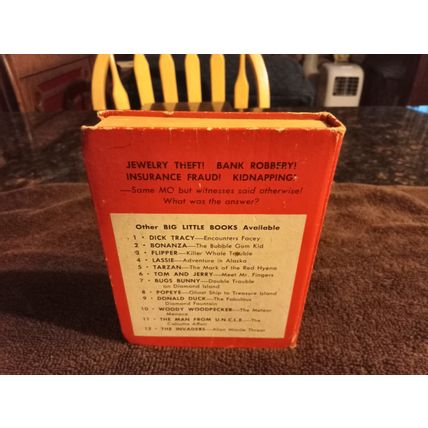 JEWELRY THEFT! BANK ROBBERY!
INSURANCE FRAUD! KIDNAPPING!
—Same MO but witnesses said otherwise!
What was the answer?
Other BIG LITTLE BOOKS Available
1 • DICK TRACY—Encounters Facey
2 • BONANZA—The Bubble Gum Kid
3 • FLIPPER—Killer Whale Trouble
4 • LASSIE—Adventure in Alaska
5 • TARZAN—The Mark of the Red Hyena
6 • TOM AND JERRY—Meet Mr. Fingers
7 • BUGS BUNNY—Double Trouble
on Diamond Island
8 • POPEYE—Ghost Ship to Treasure Island
9 • DONALD DUCK—The Fabulous
Diamond Fountain
10 • WOODY WOODPECKER—The Meteor
Menace
11 • THE MAN FROM U.N.C.L.E—The
Calcutta Affair
12 • THE INVADERS—Alien Missile Threat